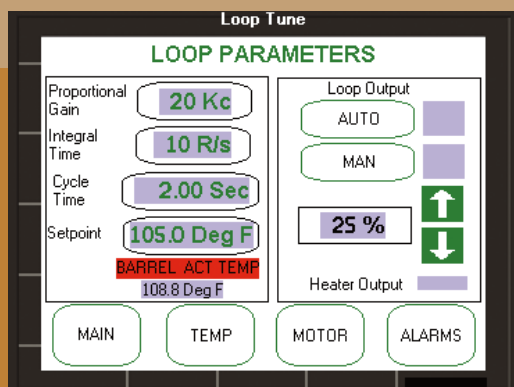 Loop Tune
LOOP PARAMETERS
Proportional
Gain
20 Kc
Integral
Time
10 R/s
Cycle
Time
2.00 Sec
Setpoint
105.0 Deg F
BARREL ACT TEMP
108.8 Deg F
Loop Output
AUTO
MAN
25 %
Heater Output
MAIN
TEMP
MOTOR
ALARMS